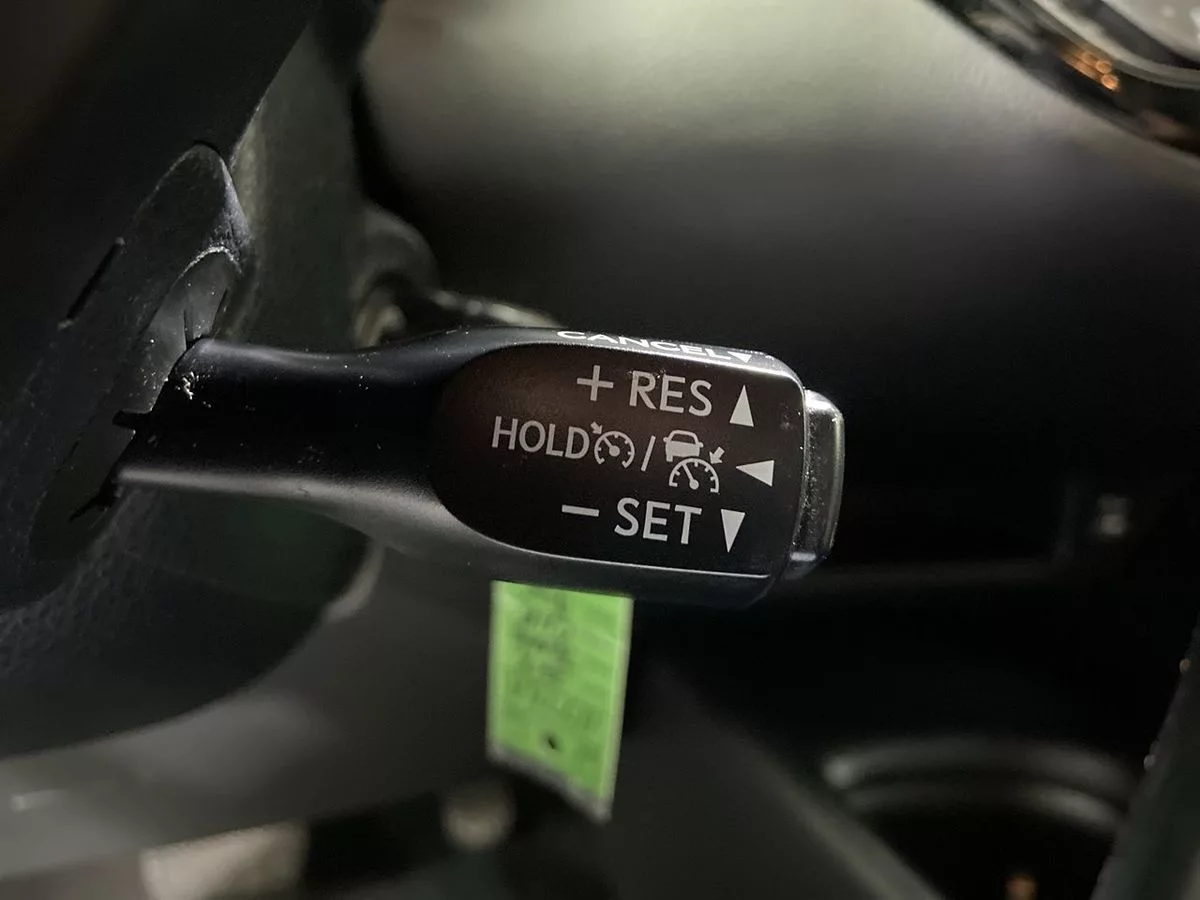 CANCEL▼
+ RES ▲
HOLD / ◀
− SET ▼